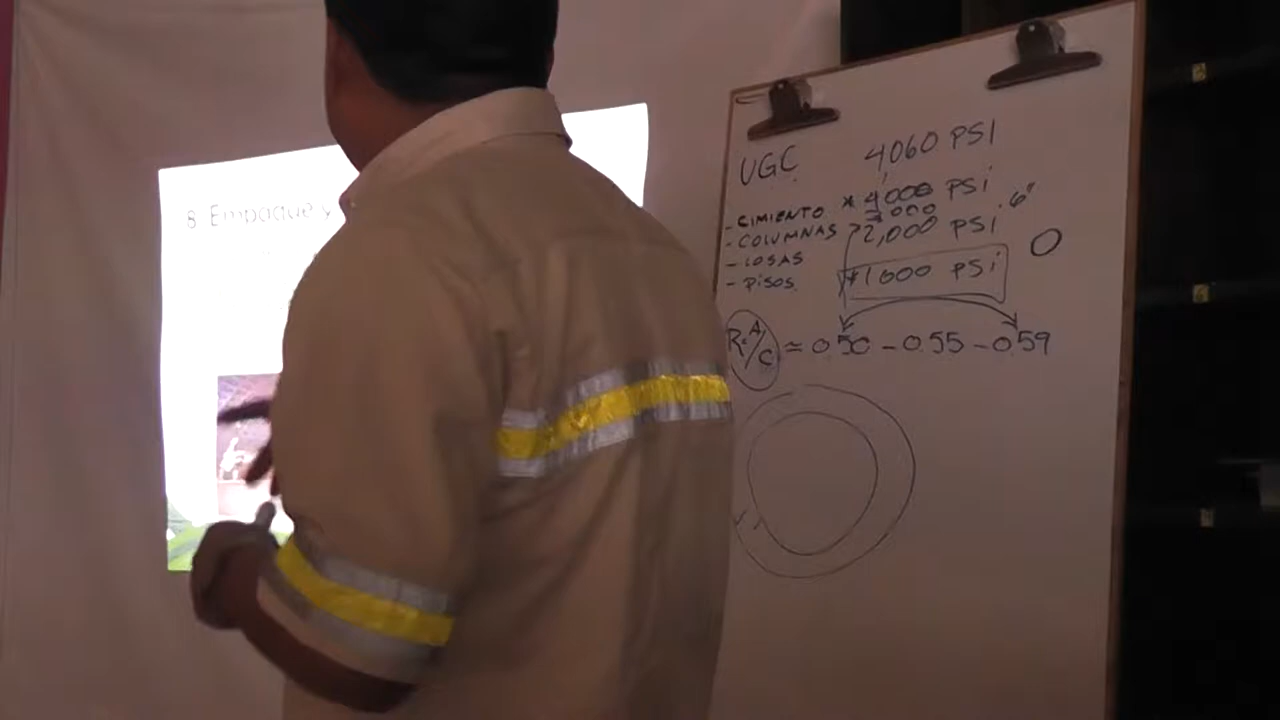 8. Empaque y
UGC 4060 PSI
- CIMIENTO * 4000 PSi 6"
3000
- COLUMNAS > 2,000 PSi
- LOSAS
- PISOS. *1000 PSi
R=A/C ≈ 0.50 - 0.55 - 0.59